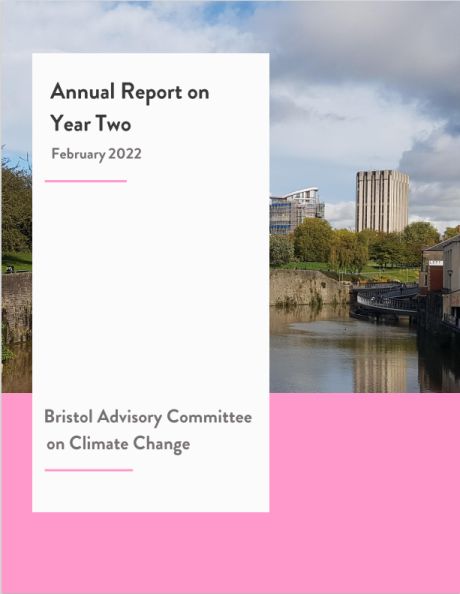 Annual Report on
Year Two
February 2022
Bristol Advisory Committee
on Climate Change